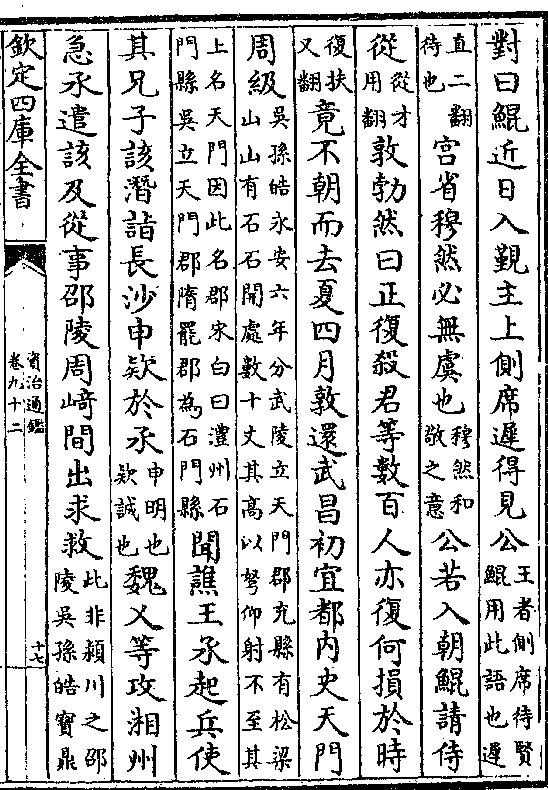 對曰鯤近日入覲主上側席遲得見公王者側席待賢鯤用此語也遲
直二翻待也宫省穆然必無虞也穆然和敬之意公若入朝鯤請侍
從從才用翻敦勃然曰正復殺君等數百人亦復何損於時
復扶又翻竟不朝而去夏四月敦還武昌初宜都内史天門
周級吳孫皓永安六年分武陵立天門郡充縣有松梁山山有石石開處數十丈其高以弩仰射不至其
上名天門因此名郡宋白曰澧州石門縣吳立天門郡隋罷郡為石門縣聞譙王承起兵使
其兄子該潛詣長沙申欵於承申明也欵誠也魏乂等攻湘州
急承遣該及從事邵陵周﨑間出求救此非潁川之邵陵吳孫皓寶鼎
欽定四庫全書
資治通鑑
卷九十二
十七